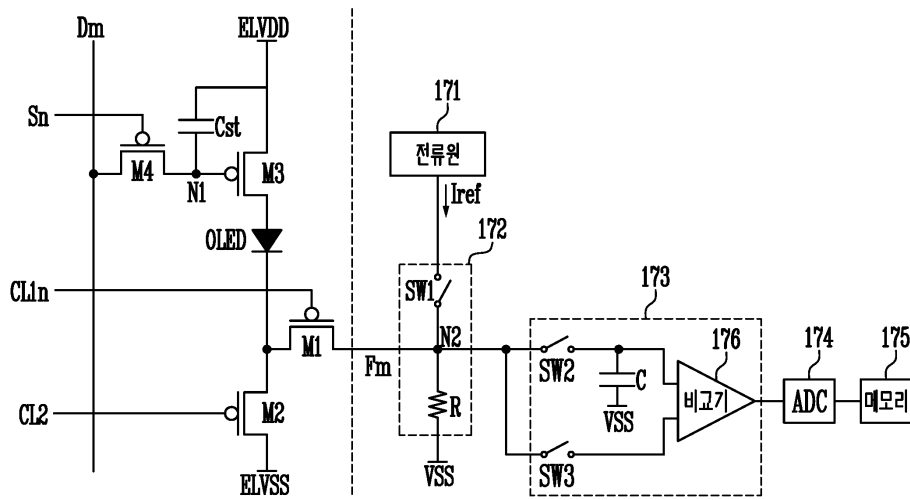 Dm
ELVDD
171
Sn
Cst
전류원
M4
M3
N1
Iref
OLED
172
CL1n
SW1
173
N2
176
174
175
M1
Fm
SW2
C
비교기
ADC
메모리
CL2
M2
R
VSS
VSS
SW3
ELVSS